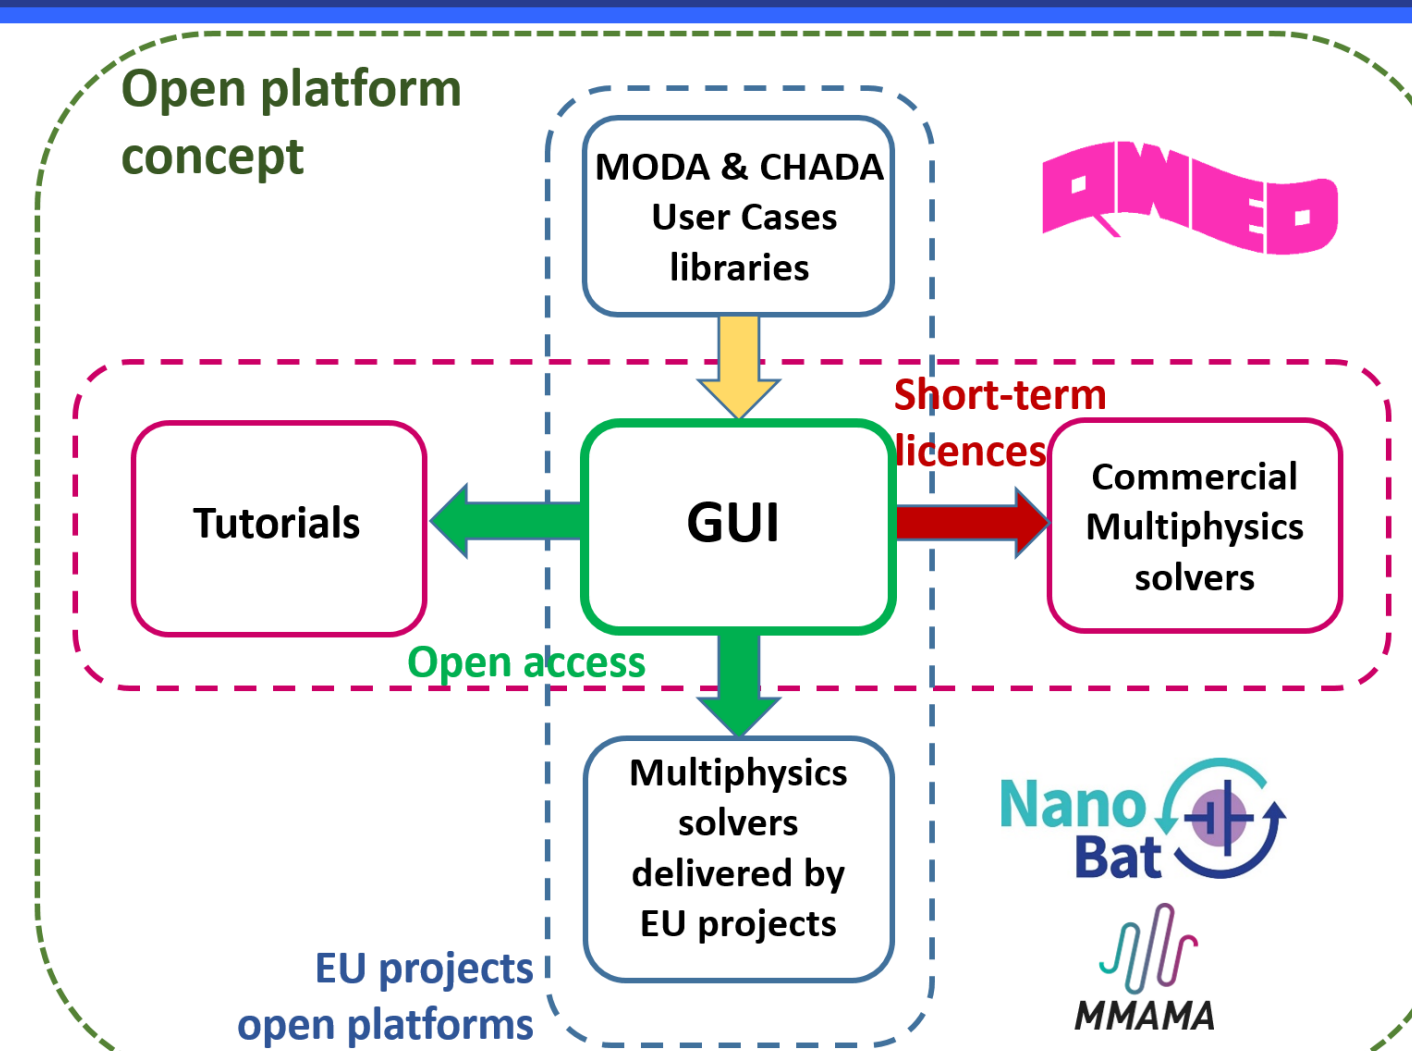 Open platform
concept
MODA & CHADA
User Cases
libraries
QWED
Short-term
licences
Tutorials
GUI
Commercial
Multiphysics
solvers
Open access
Multiphysics
solvers
delivered by
EU projects
Nano
Bat
EU projects
open platforms
MMAMA